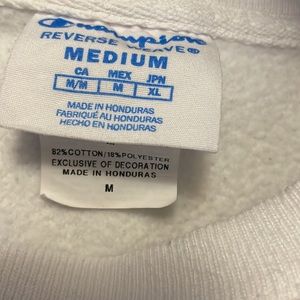 Champion
REVERSE WEAVE®
MEDIUM
CA MEX JPN
M/M M XL
MADE IN HONDURAS
FABRIQUÉ AU HONDURAS
HECHO EN HONDURAS
82%COTTON/18%POLYESTER
EXCLUSIVE OF DECORATION
MADE IN HONDURAS
M